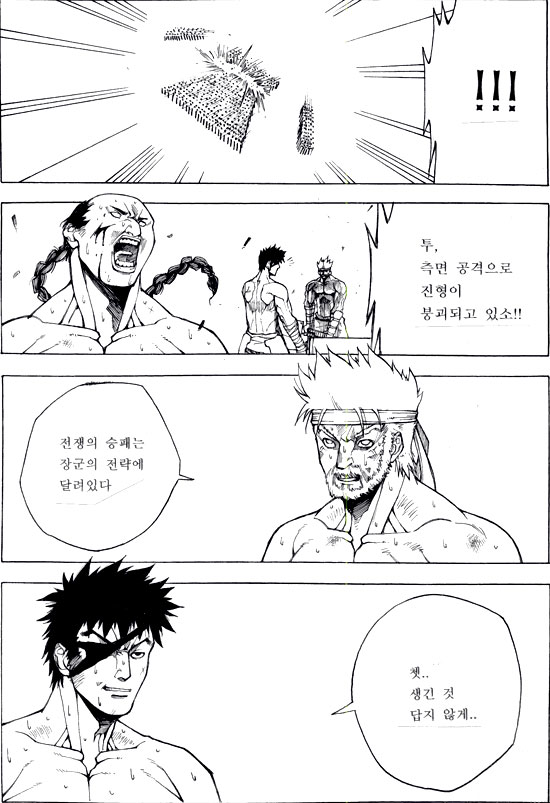 !!!
투,
측면 공격으로
진형이
붕괴되고 있소!!
전쟁의 승패는
장군의 전략에
달려있다
쳇..
생긴 것
답지 않게..